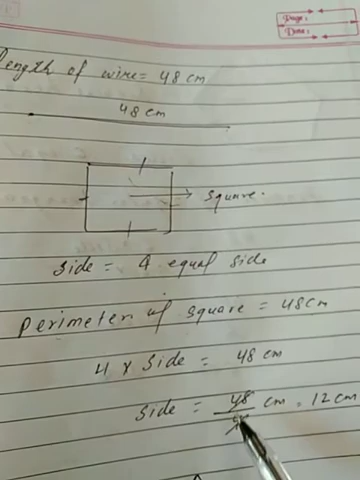 Page:
Date:
Length of wire = 48 cm
48 cm
square.
Side = 4 equal side
Perimeter of square = 48cm
4 x side = 48 cm
side = 48/4 cm = 12 cm